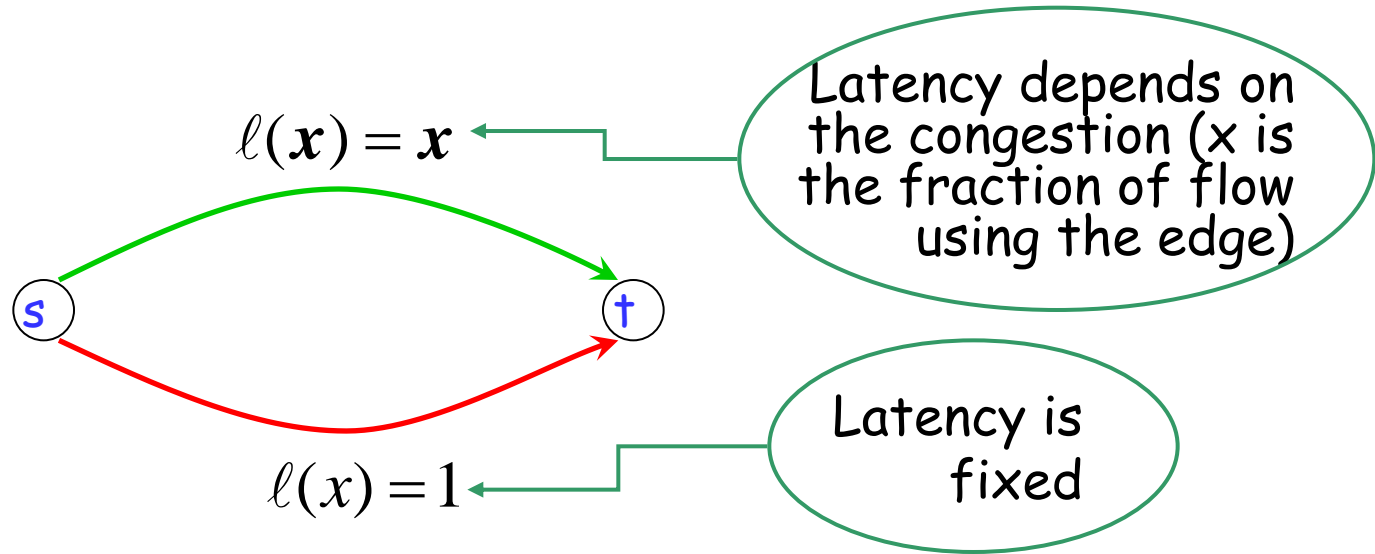 ℓ(x) = x
Latency depends on
the congestion (x is
the fraction of flow
using the edge)
s
t
ℓ(x) = 1
Latency is
fixed